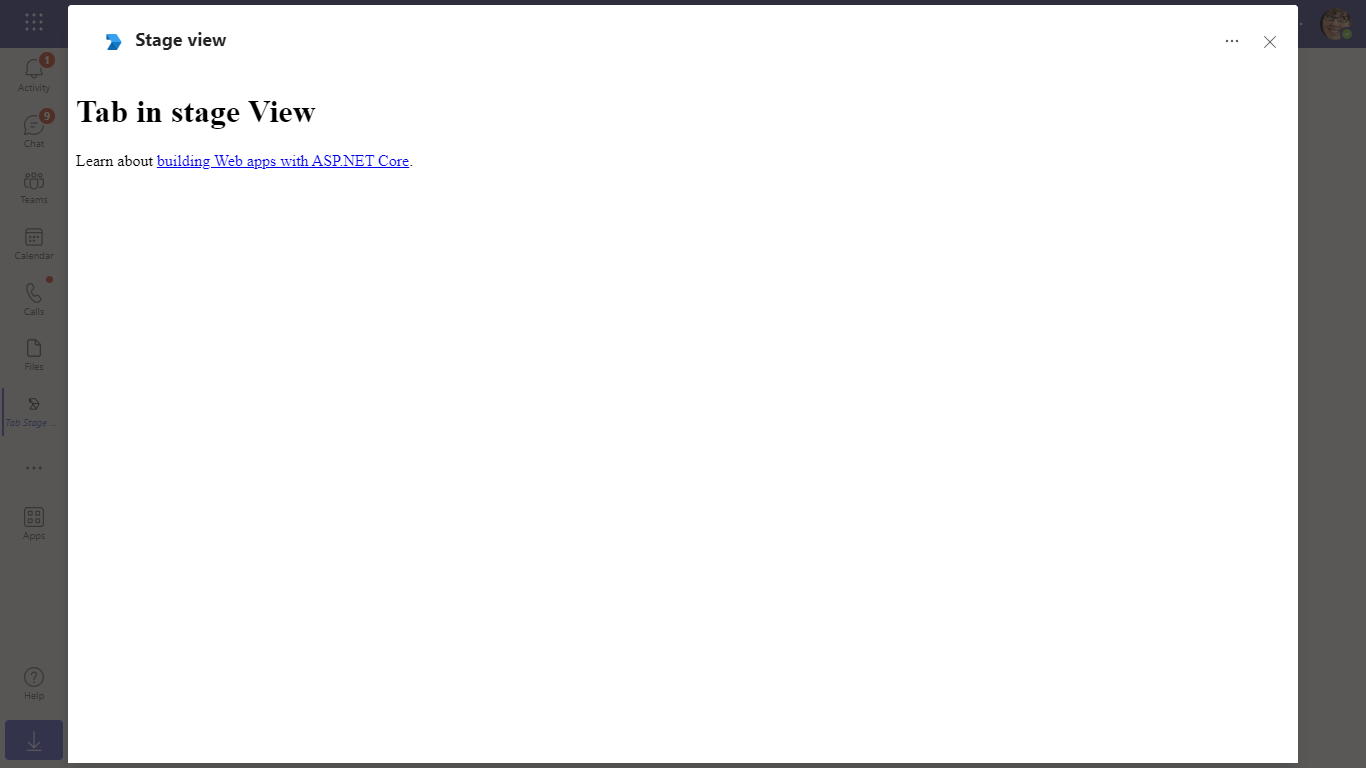 Stage view
Tab in stage View
Learn about building Web apps with ASP.NET Core.
1
Activity
9
Chat
Teams
Calendar
Calls
Files
Tab Stage ...
Apps
Help